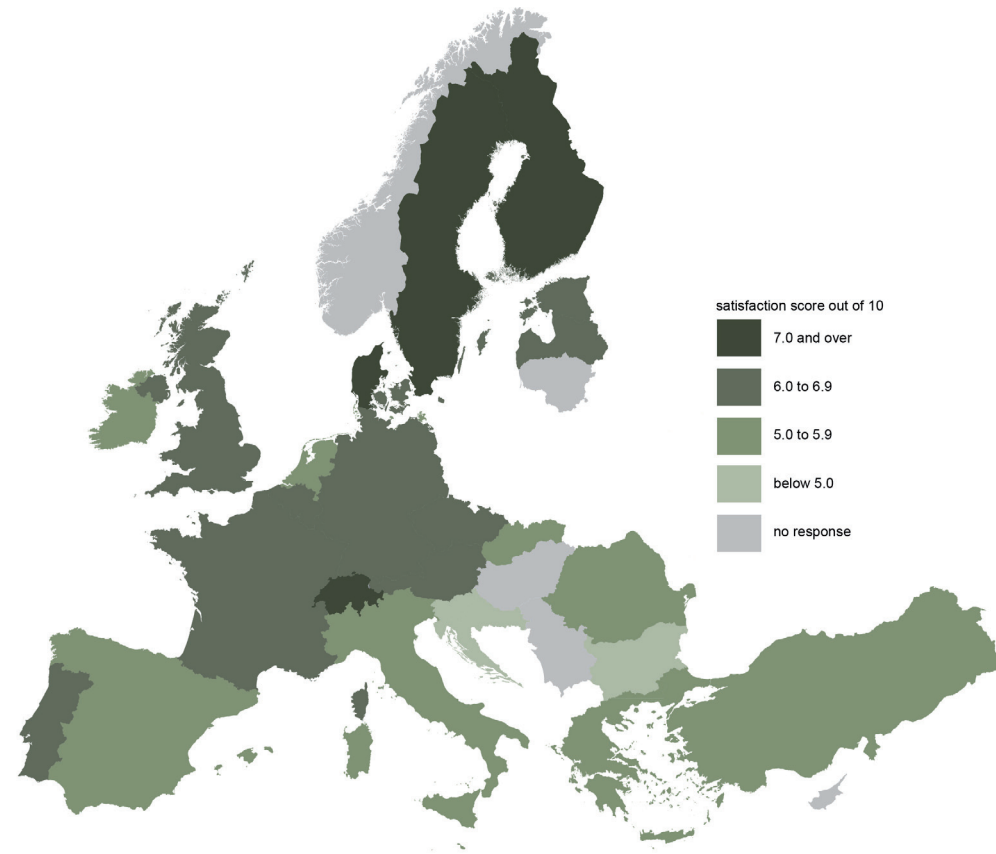 satisfaction score out of 10
7.0 and over
6.0 to 6.9
5.0 to 5.9
below 5.0
no response